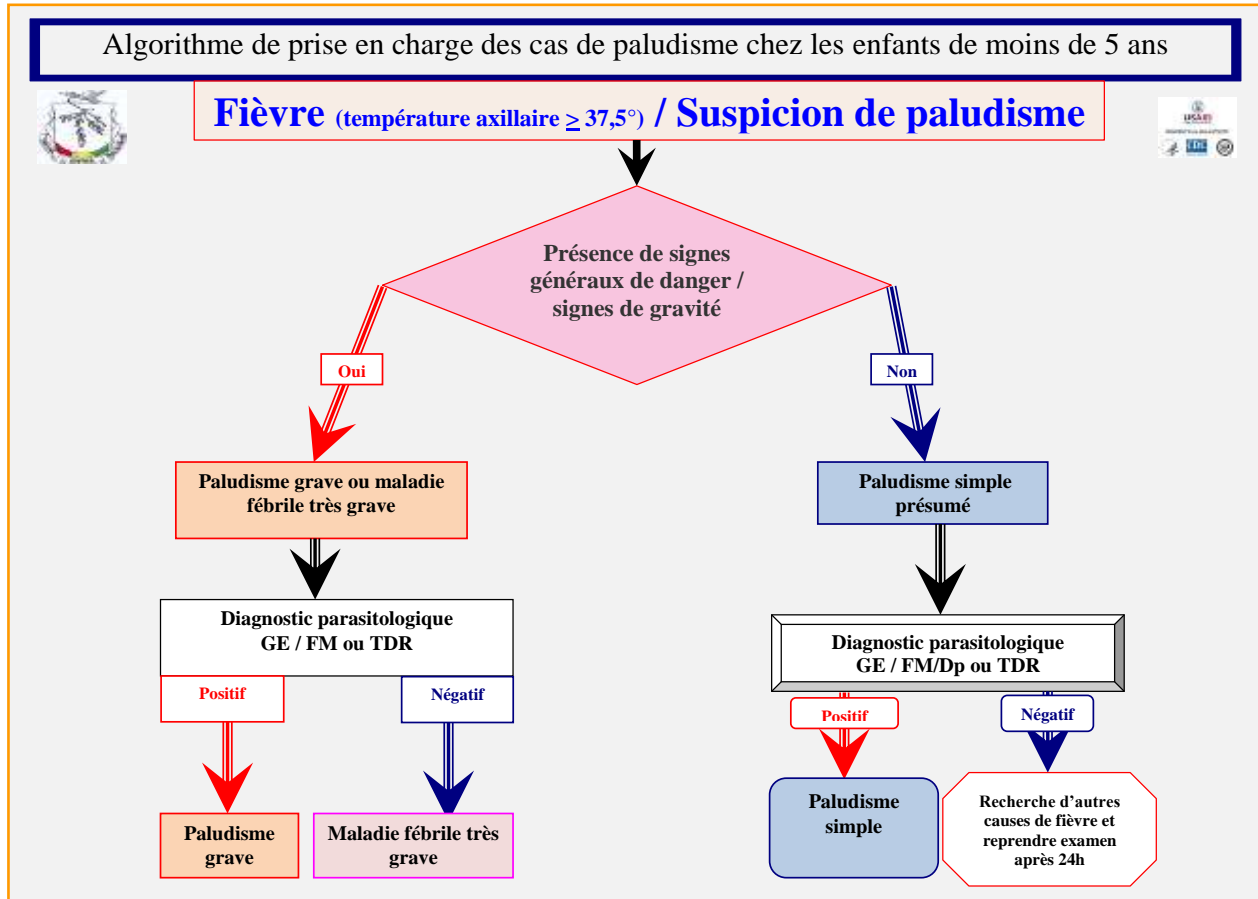 Algorithme de prise en charge des cas de paludisme chez les enfants de moins de 5 ans
Fièvre (température axillaire ≥ 37,5°) / Suspicion de paludisme
USAID
CDC
Présence de signes
généraux de danger /
signes de gravité
Oui
Non
Paludisme grave ou maladie
fébrile très grave
Paludisme simple
présumé
Diagnostic parasitologique
GE / FM ou TDR
Diagnostic parasitologique
GE / FM/Dp ou TDR
Positif
Négatif
Positif
Négatif
Paludisme
grave
Maladie fébrile très
grave
Paludisme
simple
Recherche d’autres
causes de fièvre et
reprendre examen
après 24h